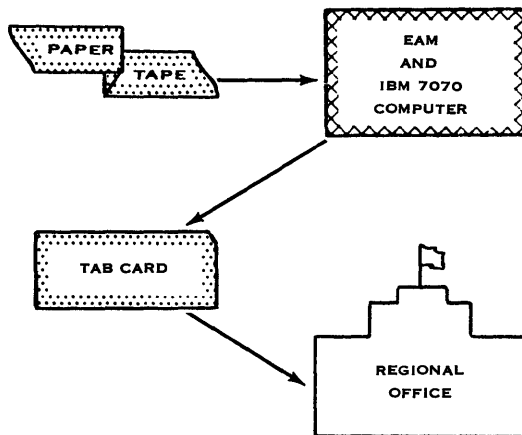 PAPER
TAPE
EAM
AND
IBM 7070
COMPUTER
TAB CARD
REGIONAL
OFFICE